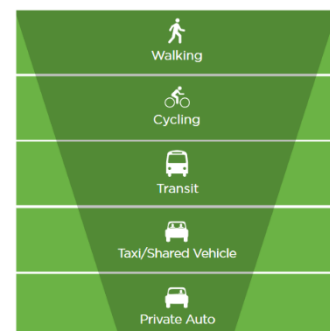 Walking
Cycling
Transit
Taxi/Shared Vehicle
Private Auto